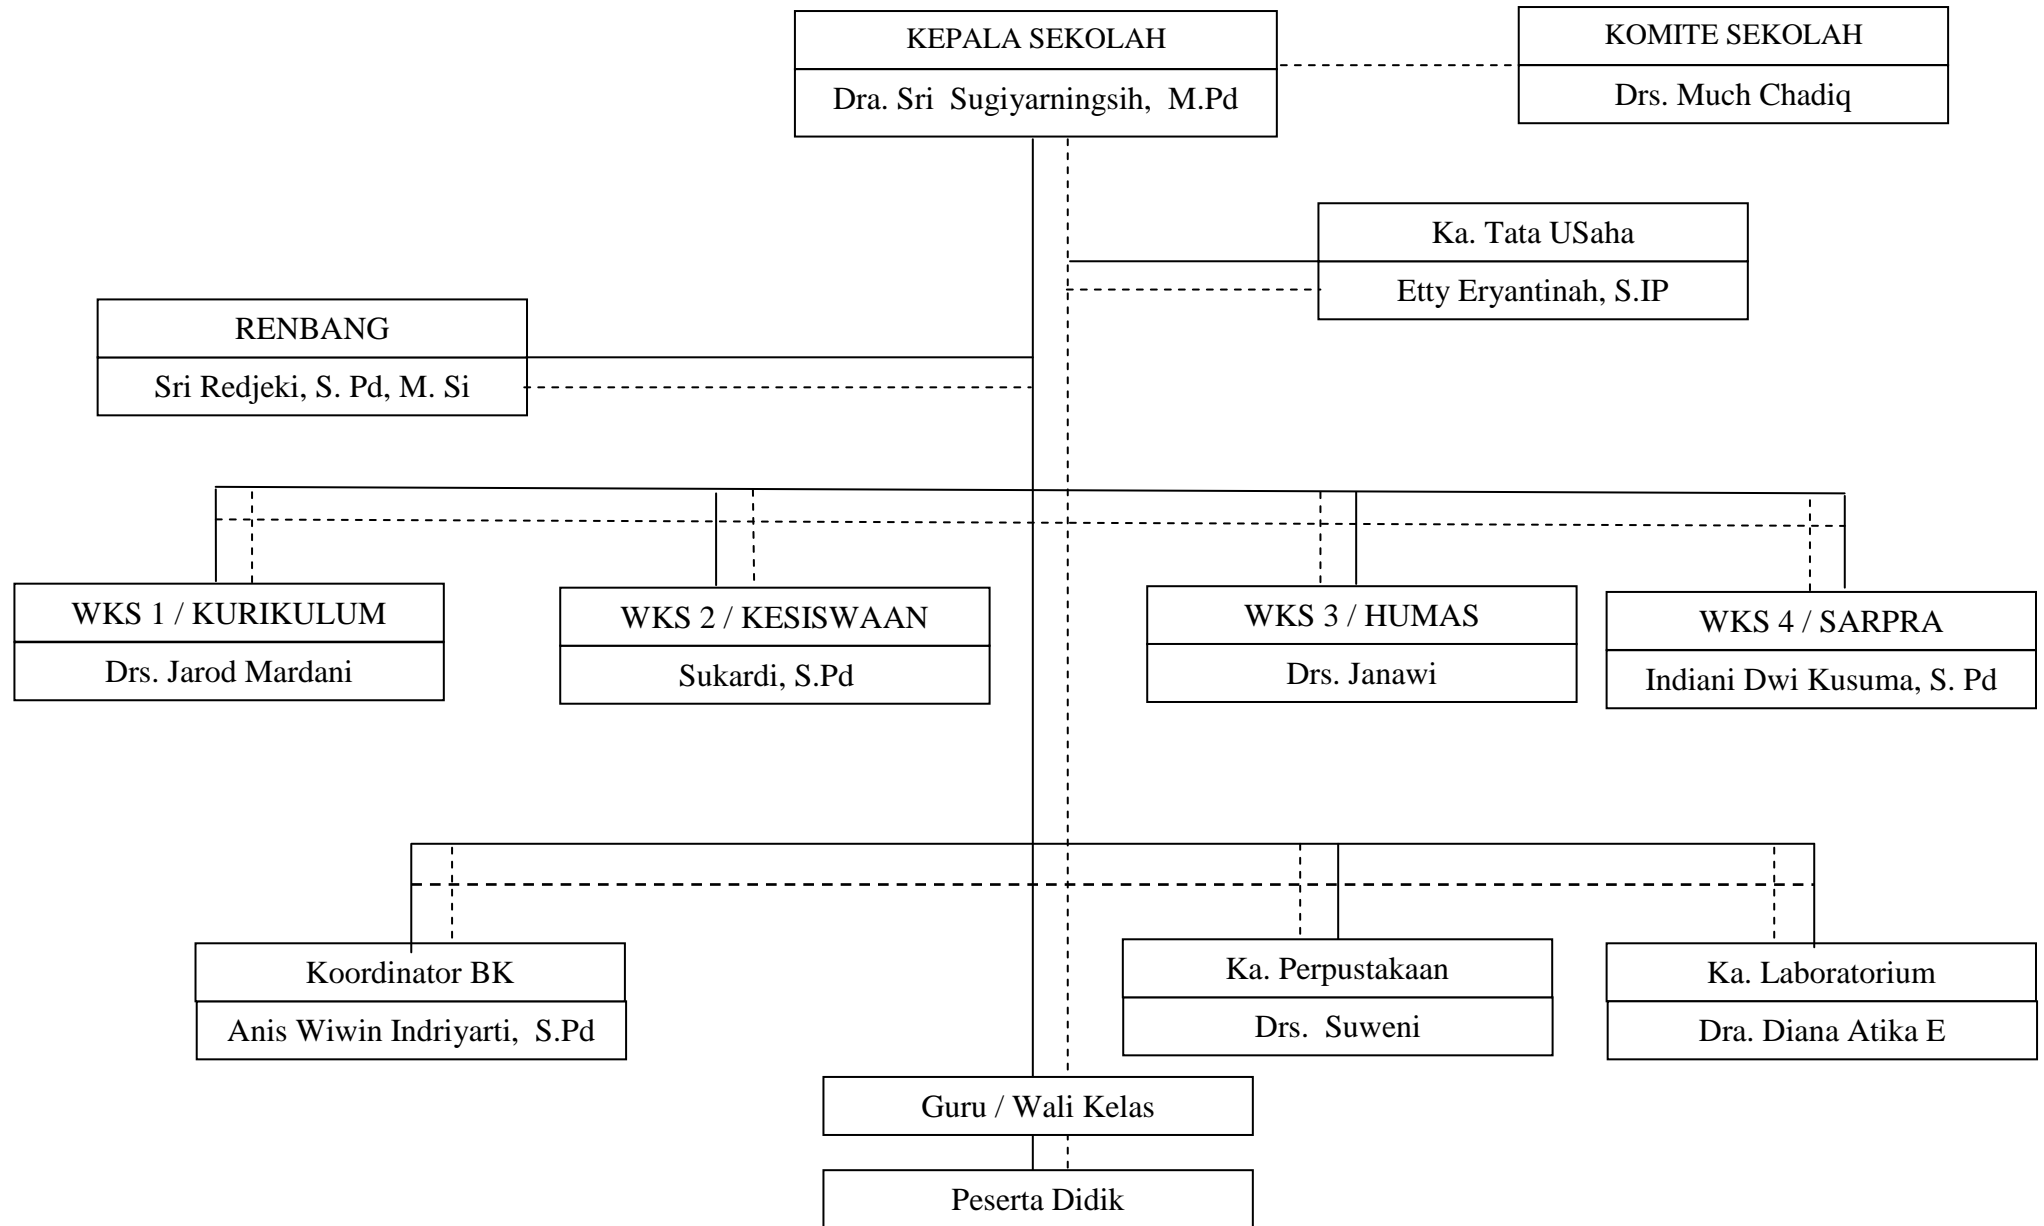 KEPALA SEKOLAH
Dra. Sri Sugiyarningsih, M.Pd
KOMITE SEKOLAH
Drs. Much Chadiq
Ka. Tata USaha
Etty Eryantinah, S.IP
RENBANG
Sri Redjeki, S. Pd, M. Si
WKS 1 / KURIKULUM
Drs. Jarod Mardani
WKS 2 / KESISWAAN
Sukardi, S.Pd
WKS 3 / HUMAS
Drs. Janawi
WKS 4 / SARPRA
Indiani Dwi Kusuma, S. Pd
Koordinator BK
Anis Wiwin Indriyarti, S.Pd
Ka. Perpustakaan
Drs. Suweni
Ka. Laboratorium
Dra. Diana Atika E
Guru / Wali Kelas
Peserta Didik